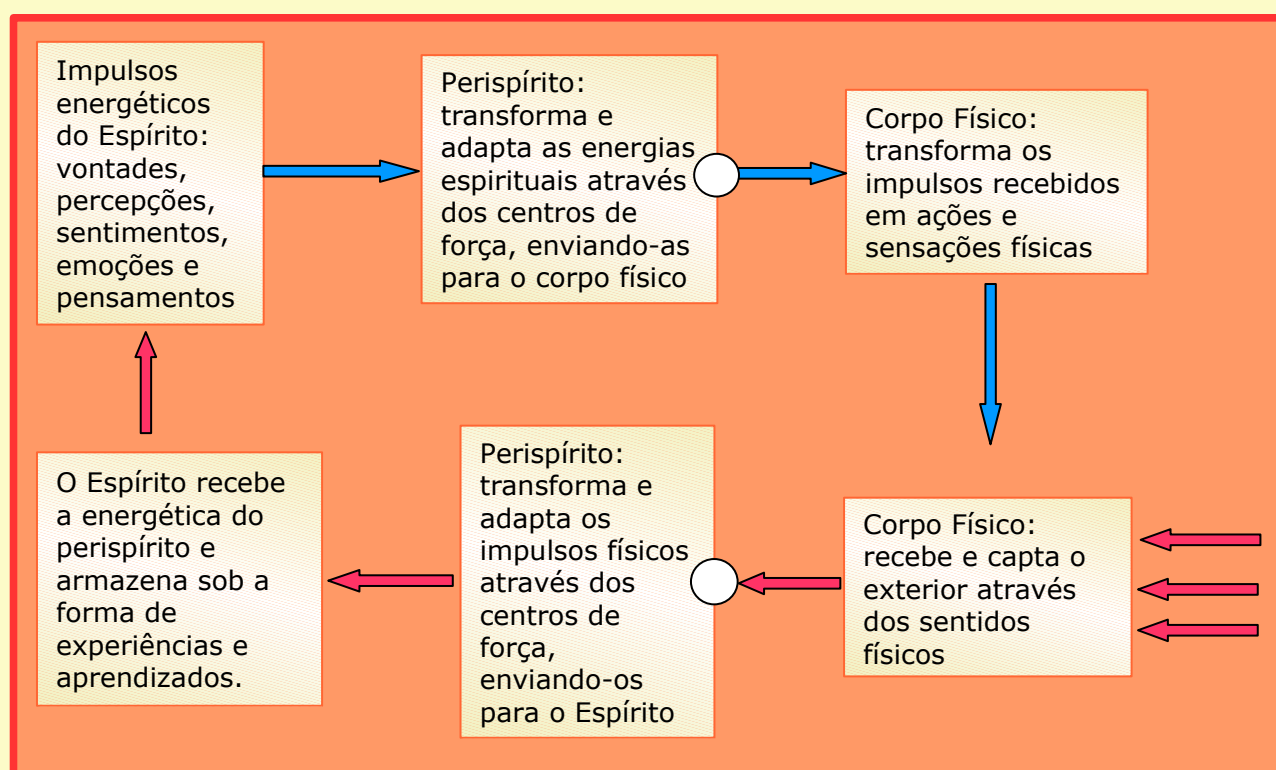 Impulsos
energéticos
do Espírito:
vontades,
percepções,
sentimentos,
emoções e
pensamentos
Perispírito:
transforma e
adapta as energias
espirituais através
dos centros de
força, enviando-as
para o corpo físico
Corpo Físico:
transforma os
impulsos recebidos
em ações e
sensações físicas
Corpo Físico:
recebe e capta o
exterior através
dos sentidos
físicos
Perispírito:
transforma e
adapta os
impulsos físicos
através dos
centros de
força,
enviando-os
para o Espírito
O Espírito recebe
a energética do
perispírito e
armazena sob a
forma de
experiências e
aprendizados.